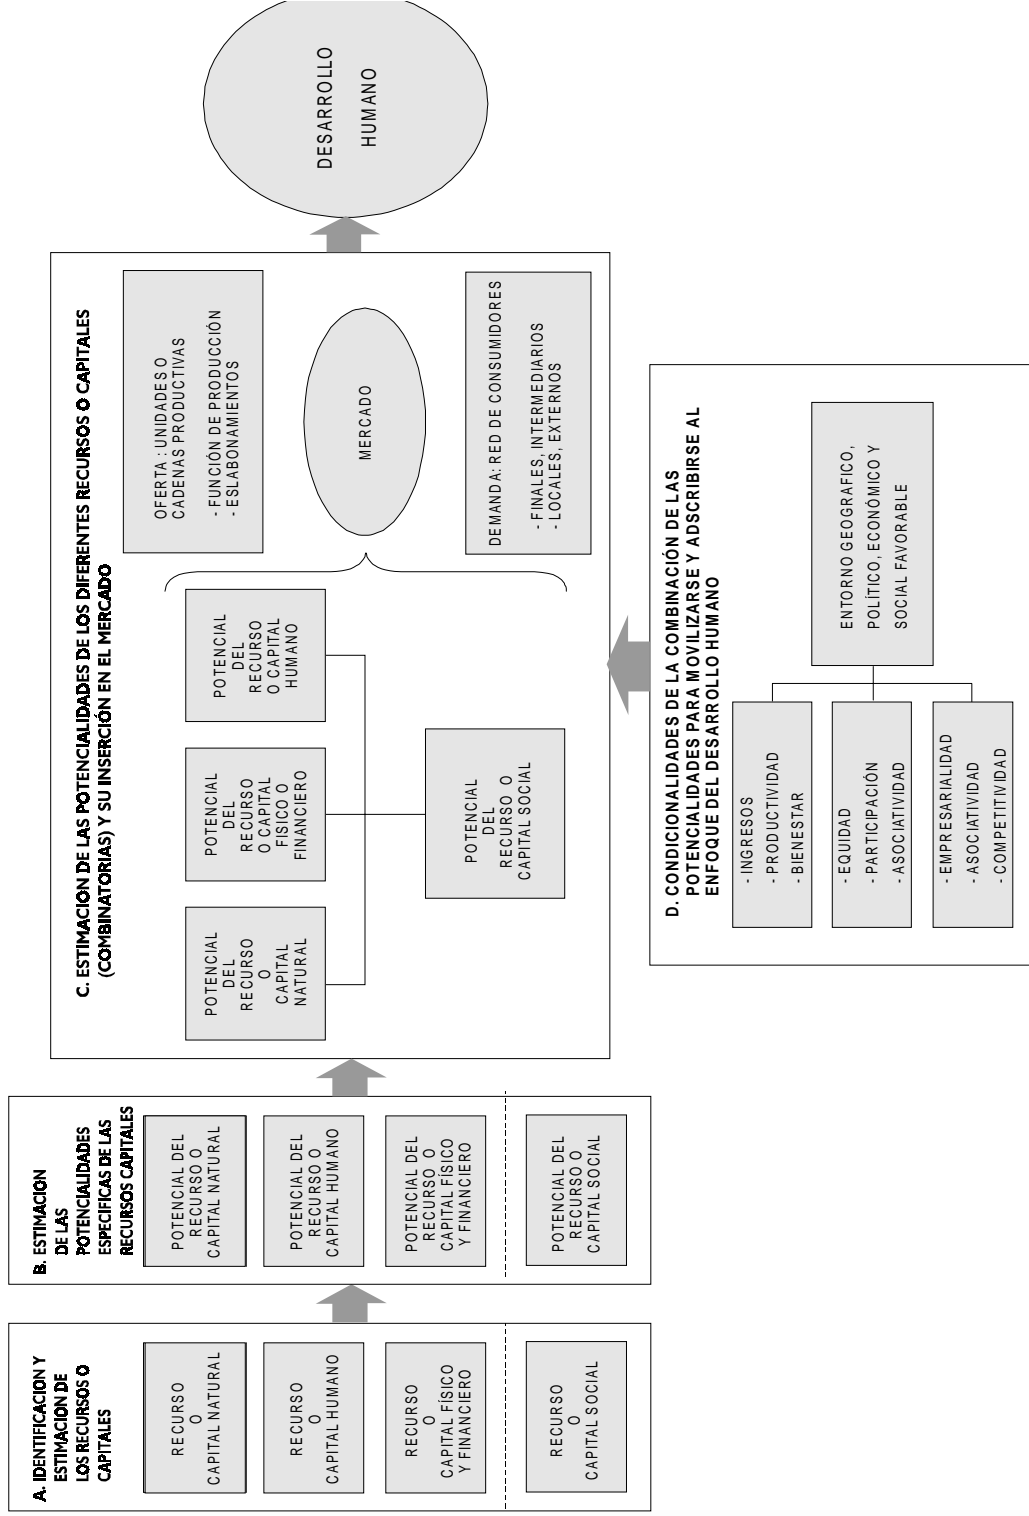 A. IDENTIFICACION Y
ESTIMACION DE
LOS RECURSOS O
CAPITALES
RECURSO
O
CAPITAL NATURAL
RECURSO
O
CAPITAL HUMANO
RECURSO
O
CAPITAL FÍSICO
Y FINANCIERO
RECURSO
O
CAPITAL SOCIAL
B. ESTIMACION
DE LAS
POTENCIALIDADES
ESPECIFICAS DE LAS
RECURSOS CAPITALES
POTENCIAL DEL
RECURSO O
CAPITAL NATURAL
POTENCIAL DEL
RECURSO O
CAPITAL HUMANO
POTENCIAL DEL
RECURSO O
CAPITAL FÍSICO
Y FINANCIERO
POTENCIAL DEL
RECURSO O
CAPITAL SOCIAL
C. ESTIMACION DE LAS POTENCIALIDADES DE LOS DIFERENTES RECURSOS O CAPITALES
(COMBINATORIAS) Y SU INSERCIÓN EN EL MERCADO
POTENCIAL
DEL
RECURSO
O
CAPITAL
NATURAL
POTENCIAL
DEL
RECURSO
O CAPITAL
FISICO O
FINANCIERO
POTENCIAL
DEL
RECURSO
O CAPITAL
HUMANO
POTENCIAL
DEL
RECURSO O
CAPITAL SOCIAL
OFERTA : UNIDADES O
CADENAS PRODUCTIVAS
- FUNCIÓN DE PRODUCCIÓN
- ESLABONAMIENTOS
MERCADO
DEMANDA: RED DE CONSUMIDORES
- FINALES, INTERMEDIARIOS
- LOCALES, EXTERNOS
D. CONDICIONALIDADES DE LA COMBINACIÓN DE LAS
POTENCIALIDADES PARA MOVILIZARSE Y ADSCRIBIRSE AL
ENFOQUE DEL DESARROLLO HUMANO
- INGRESOS
- PRODUCTIVIDAD
- BIENESTAR
- EQUIDAD
- PARTICIPACIÓN
- ASOCIATIVIDAD
- EMPRESARIALIDAD
- ASOCIATIVIDAD
- COMPETITIVIDAD
ENTORNO GEOGRAFICO,
POLÍTICO, ECONÓMICO Y
SOCIAL FAVORABLE
DESARROLLO
HUMANO